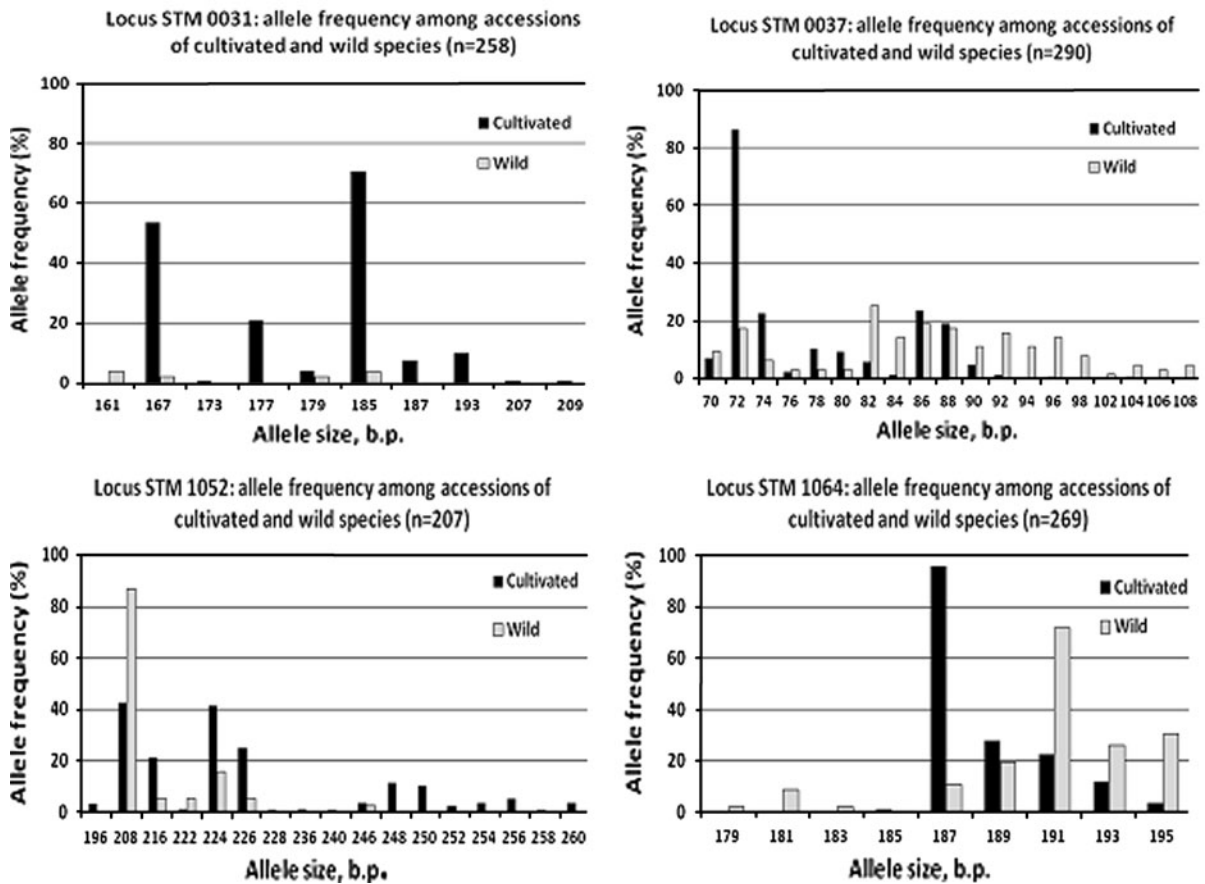 Locus STM 0031: allele frequency among accessions
of cultivated and wild species (n=258)
100
80
60
40
20
0
Allele frequency (%)
Cultivated
Wild
161 167 173 177 179 185 187 193 207 209
Allele size, b.p.
Locus STM 0037: allele frequency among accessions of
cultivated and wild species (n=290)
100
80
60
40
20
0
Allele frequency (%)
Cultivated
Wild
70 72 74 76 78 80 82 84 86 88 90 92 94 96 98 102 104 106 108
Allele size, b.p.
Locus STM 1052: allele frequency among accessions of
cultivated and wild species (n=207)
100
80
60
40
20
0
Allele frequency (%)
Cultivated
Wild
196 208 216 222 224 226 228 236 240 246 248 250 252 254 256 258 260
Allele size, b.p.
Locus STM 1064: allele frequency among accessions of
cultivated and wild species (n=269)
100
80
60
40
20
0
Allele frequency (%)
Cultivated
Wild
179 181 183 185 187 189 191 193 195
Allele size, b.p.